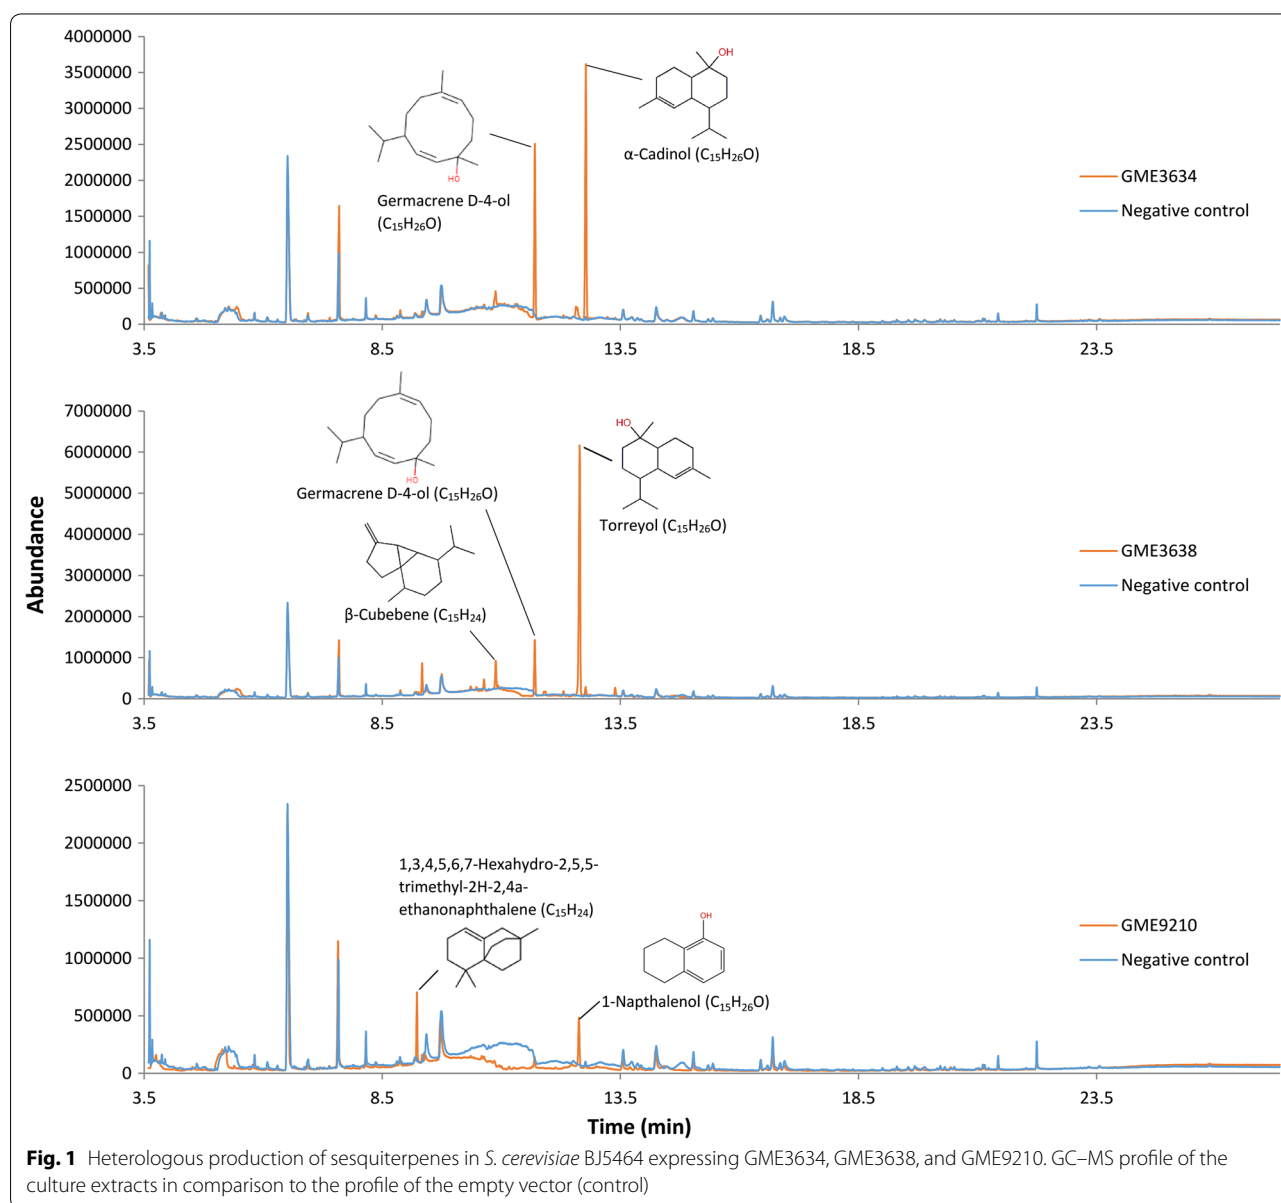 4000000
3500000
3000000
2500000
2000000
1500000
1000000
500000
0
3.5
8.5
13.5
18.5
23.5
HO
Germacrene D-4-ol
(C₁₅H₂₆O)
OH
α-Cadinol (C₁₅H₂₆O)
GME3634
Negative control
Abundance
7000000
6000000
5000000
4000000
3000000
2000000
1000000
0
3.5
8.5
13.5
18.5
23.5
HO
Germacrene D-4-ol (C₁₅H₂₆O)
β-Cubebene (C₁₅H₂₄)
HO
Torreyol (C₁₅H₂₆O)
GME3638
Negative control
2500000
2000000
1500000
1000000
500000
0
3.5
8.5
13.5
18.5
23.5
1,3,4,5,6,7-Hexahydro-2,5,5-
trimethyl-2H-2,4a-
ethanonaphthalene (C₁₅H₂₄)
OH
1-Napthalenol (C₁₅H₂₆O)
GME9210
Negative control
Time (min)
Fig. 1 Heterologous production of sesquiterpenes in S. cerevisiae BJ5464 expressing GME3634, GME3638, and GME9210. GC–MS profile of the
culture extracts in comparison to the profile of the empty vector (control)